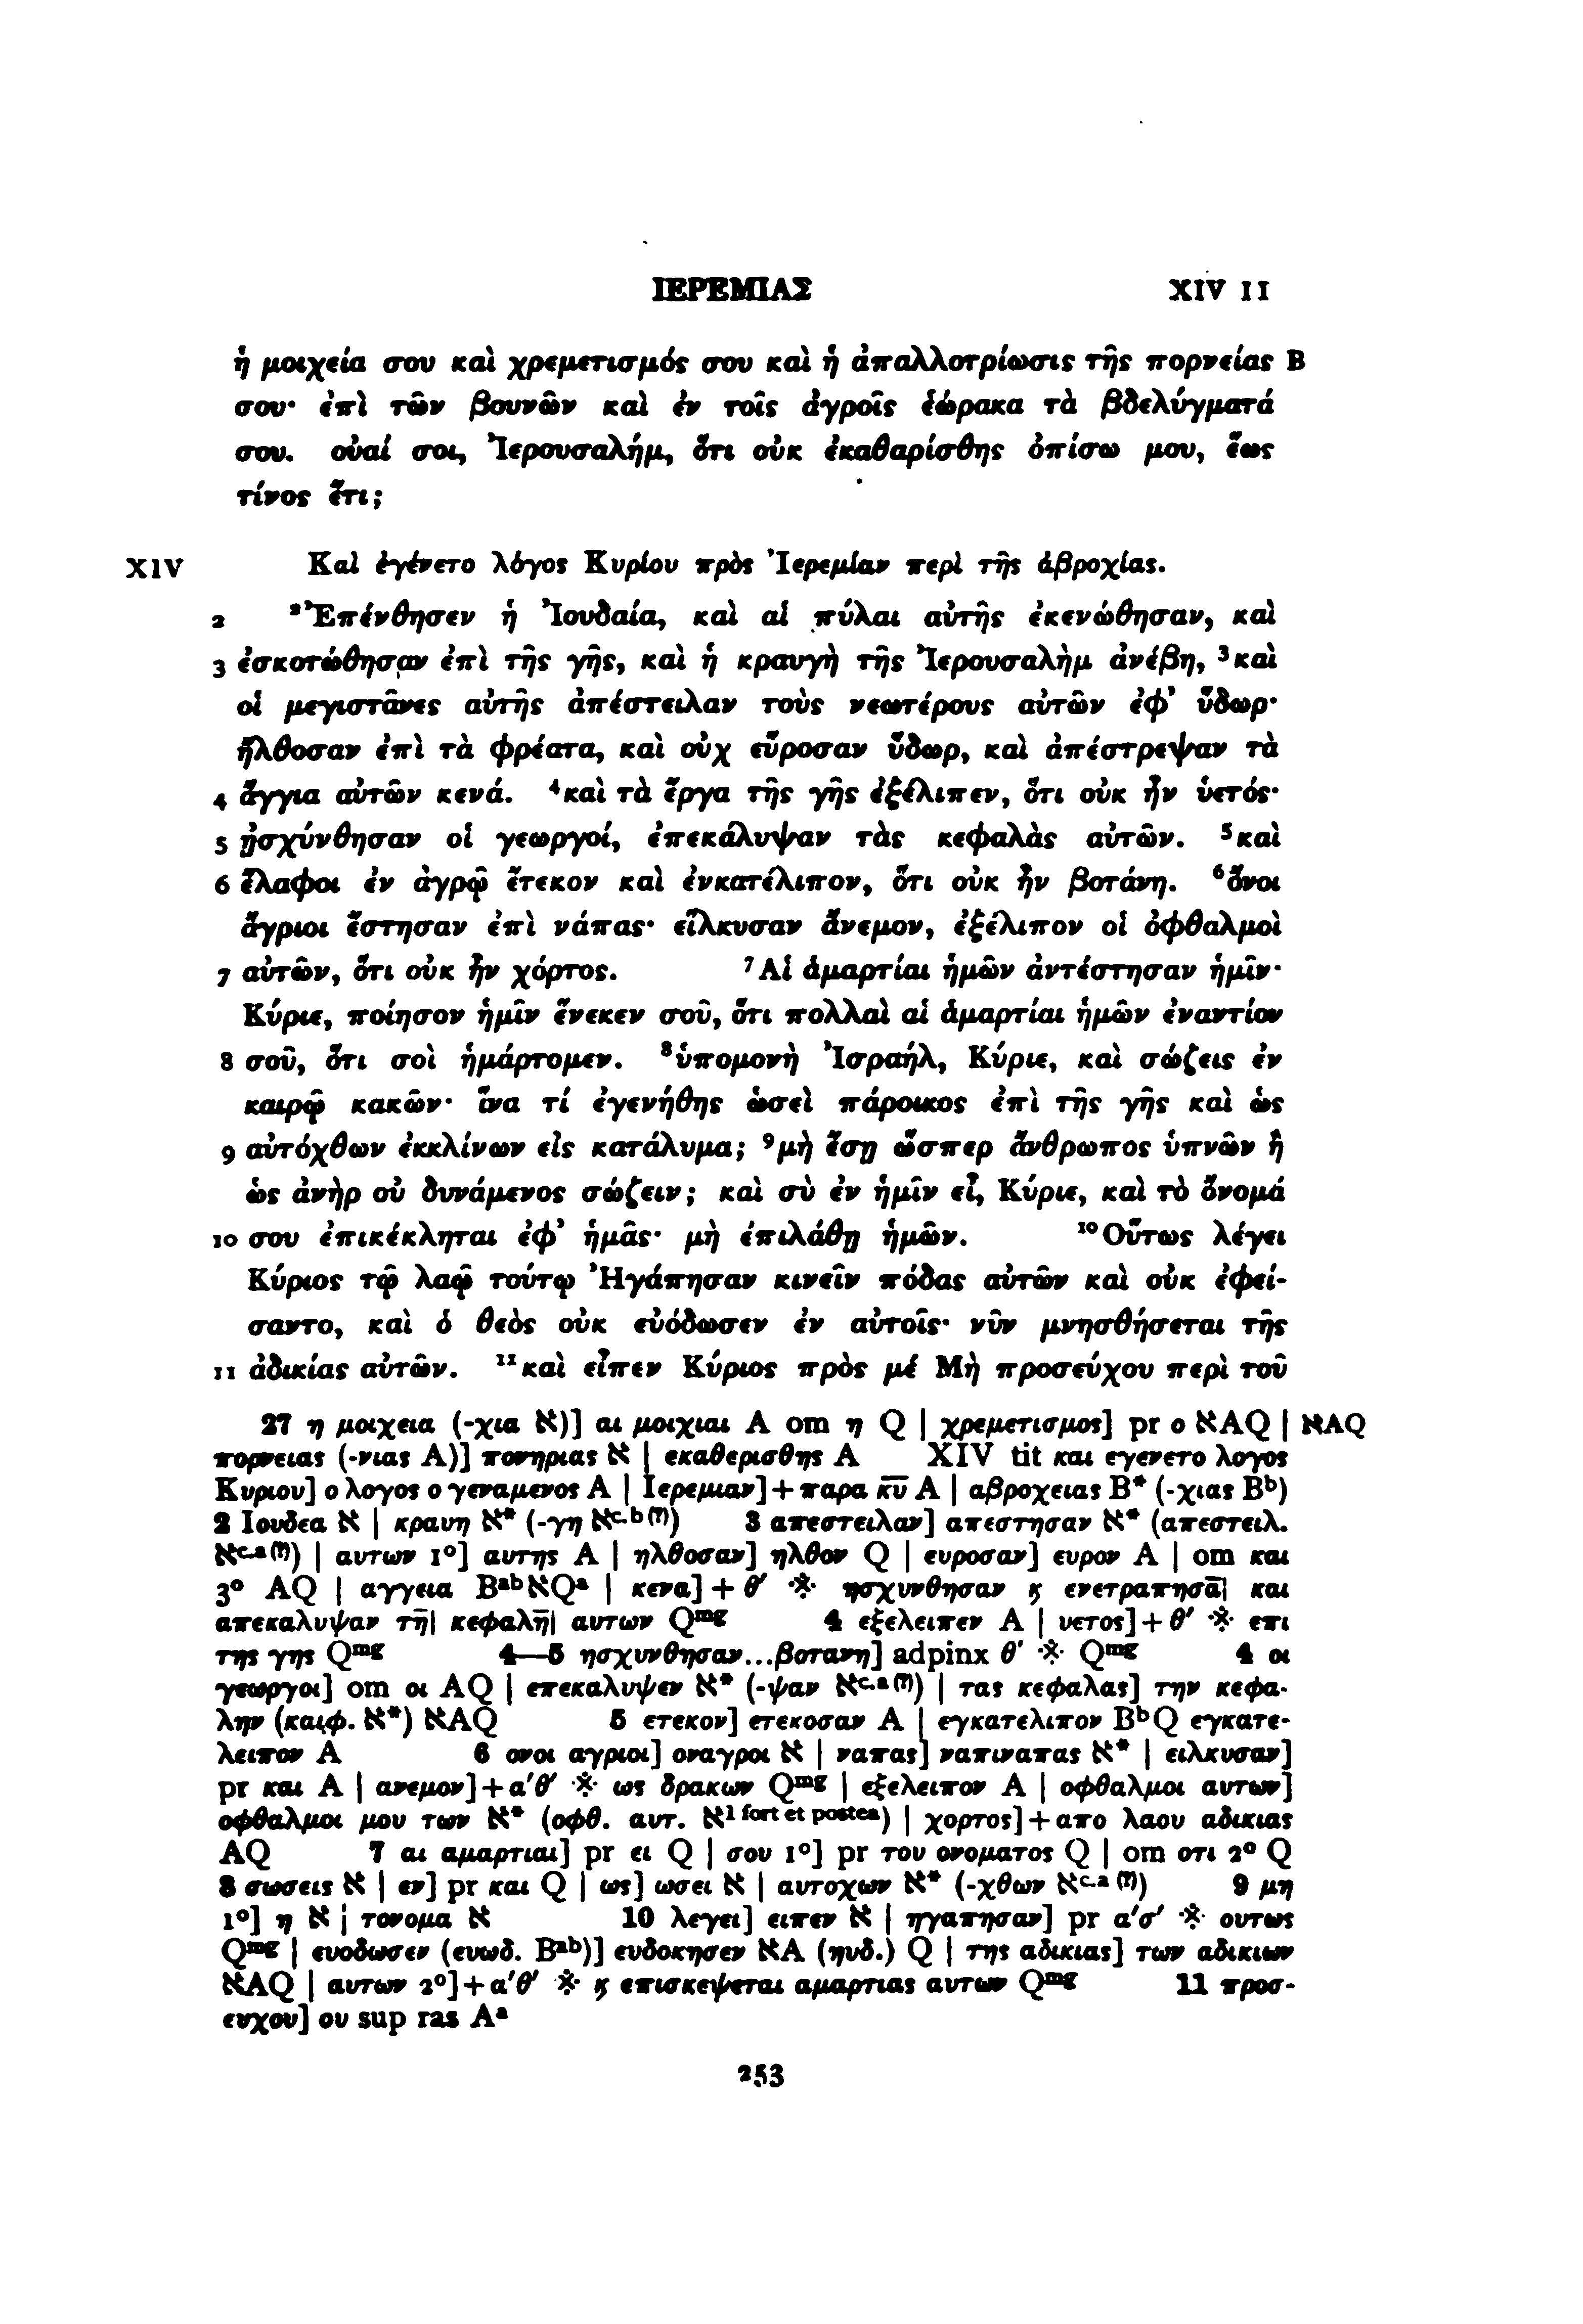 ΙΕΡΕΜΙΑΣ XIV 11
ἡ μοιχεία σου καὶ χρεμετισμός σου καὶ ἡ ἀπαλλοτρίωσις τῆς πορνείας B
σου· ἐπὶ τῶν βουνῶν καὶ ἐν τοῖς ἀγροῖς ἑώρακα τὰ βδελύγματά
σου. οὐαί σοι, Ἰερουσαλήμ, ὅτι οὐκ ἐκαθαρίσθης ὀπίσω μου, ἕως
τίνος ἔτι;
XIV Καὶ ἐγένετο λόγος Κυρίου πρὸς Ἰερεμίαν περὶ τῆς ἀβροχίας.
2 ²Ἐπένθησεν ἡ Ἰουδαία, καὶ αἱ πύλαι αὐτῆς ἐκενώθησαν, καὶ
3 ἐσκοτώθησαν ἐπὶ τῆς γῆς, καὶ ἡ κραυγὴ τῆς Ἰερουσαλὴμ ἀνέβη, ³καὶ
οἱ μεγιστᾶνες αὐτῆς ἀπέστειλαν τοὺς νεωτέρους αὐτῶν ἐφ’ ὕδωρ·
ἤλθοσαν ἐπὶ τὰ φρέατα, καὶ οὐχ εὕροσαν ὕδωρ, καὶ ἀπέστρεψαν τὰ
4 ἄγγια αὐτῶν κενά. ⁴καὶ τὰ ἔργα τῆς γῆς ἐξέλιπεν, ὅτι οὐκ ἦν ὑετός·
5 ᾐσχύνθησαν οἱ γεωργοί, ἐπεκάλυψαν τὰς κεφαλὰς αὐτῶν. ⁵καὶ
6 ἔλαφοι ἐν ἀγρῷ ἔτεκον καὶ ἐνκατέλιπον, ὅτι οὐκ ἦν βοτάνη. ⁶ὄνοι
ἄγριοι ἔστησαν ἐπὶ νάπας· εἵλκυσαν ἄνεμον, ἐξέλιπον οἱ ὀφθαλμοὶ
7 αὐτῶν, ὅτι οὐκ ἦν χόρτος. ⁷Αἱ ἁμαρτίαι ἡμῶν ἀντέστησαν ἡμῖν·
Κύριε, ποίησον ἡμῖν ἕνεκεν σοῦ, ὅτι πολλαὶ αἱ ἁμαρτίαι ἡμῶν ἐναντίον
8 σοῦ, ὅτι σοὶ ἡμάρτομεν. ⁸ὑπομονὴ Ἰσραήλ, Κύριε, καὶ σώζεις ἐν
καιρῷ κακῶν· ἵνα τί ἐγενήθης ὡσεὶ πάροικος ἐπὶ τῆς γῆς καὶ ὡς
9 αὐτόχθων ἐκκλίνων εἰς κατάλυμα; ⁹μὴ ἔσῃ ὥσπερ ἄνθρωπος ὑπνῶν ἢ
ὡς ἀνὴρ οὐ δυνάμενος σώζειν; καὶ σὺ ἐν ἡμῖν εἶ, Κύριε, καὶ τὸ ὄνομά
10 σου ἐπικέκληται ἐφ’ ἡμᾶς· μὴ ἐπιλάθῃ ἡμῶν. ¹⁰Οὕτως λέγει
Κύριος τῷ λαῷ τούτῳ Ἠγάπησαν κινεῖν πόδας αὐτῶν καὶ οὐκ ἐφεί-
σαντο, καὶ ὁ θεὸς οὐκ εὐόδωσεν ἐν αὐτοῖς· νῦν μνησθήσεται τῆς
11 ἀδικίας αὐτῶν. ¹¹καὶ εἶπεν Κύριος πρὸς μέ Μὴ προσεύχου περὶ τοῦ
27 η μοιχεια (-χια א)] αι μοιχιαι A om η Q | χρεμετισμος] pr ο אAQ | אAQ
πορνειας (-νιας A)] πονηριας א | εκαθερισθης A XIV tit και εγενετο λογος
Κυριου] ο λογος ο γεναμενος A | Ιερεμιαν]+παρα κ̅υ̅ A | αβροχειας B* (-χιας Bᵇ)
2 Ιουδεα א | κραυη א* (-γη אᶜ·ᵇ⁽?⁾) 3 απεστειλαν] απεστησαν א* (απεστειλ.
אᶜ·ᵃ⁽?⁾) | αυτων 1°] αυτης A | ηλθοσαν] ηλθον Q | ευροσαν] ευρον A | om και
3° AQ | αγγεια BᵃᵇאQᵃ | κενα]+θ′ ※ ησχυνθησαν ϗ ενετραπησα̅| και
απεκαλυψαν τη̅| κεφαλη̅| αυτων Qᵐᵍ 4 εξελειπεν A | υετος]+θ′ ※ επι
της γης Qᵐᵍ 4—5 ησχυνθησαν...βοτανη] adpinx θ′ ※ Qᵐᵍ 4 οι
γεωργοι] om οι AQ | επεκαλυψεν א* (-ψαν אᶜ·ᵃ⁽?⁾) | τας κεφαλας] την κεφα-
λην (καιφ. א*) אAQ 5 ετεκον] ετεκοσαν A | εγκατελιπον BᵇQ εγκατε-
λειπον A 6 ονοι αγριοι] οναγροι א | ναπας] ναπιναπας א* | ειλκυσαν]
pr και A | ανεμον]+α′θ′ ※ ως δρακων Qᵐᵍ | εξελειπον A | οφθαλμοι αυτων]
οφθαλμοι μου των א* (οφθ. αυτ. א¹ ᶠᵒʳᵗ ᵉᵗ ᵖᵒˢᵗᵉᵃ) | χορτος]+απο λαου αδικιας
AQ 7 αι αμαρτιαι] pr ει Q | σου 1°] pr του ονοματος Q | om οτι 2° Q
8 σωσεις א | εν] pr και Q | ως] ωσει א | αυτοχων א* (-χθων אᶜ·ᵃ ⁽?⁾) 9 μη
1°] η א | τονομα א 10 λεγει] ειπεν א | ηγαπησαν] pr α′σ′ ※ ουτως
Qᵐᵍ | ευοδωσεν (ευωδ. Bᵃᵇ)] ευδοκησεν אA (ηυδ.) Q | της αδικιας] των αδικιων
אAQ | αυτων 2°]+α′θ′ ※ ϗ επισκεψεται αμαρτιας αυτων Qᵐᵍ 11 προσ-
ευχου] ου sup ras Aᵃ
253